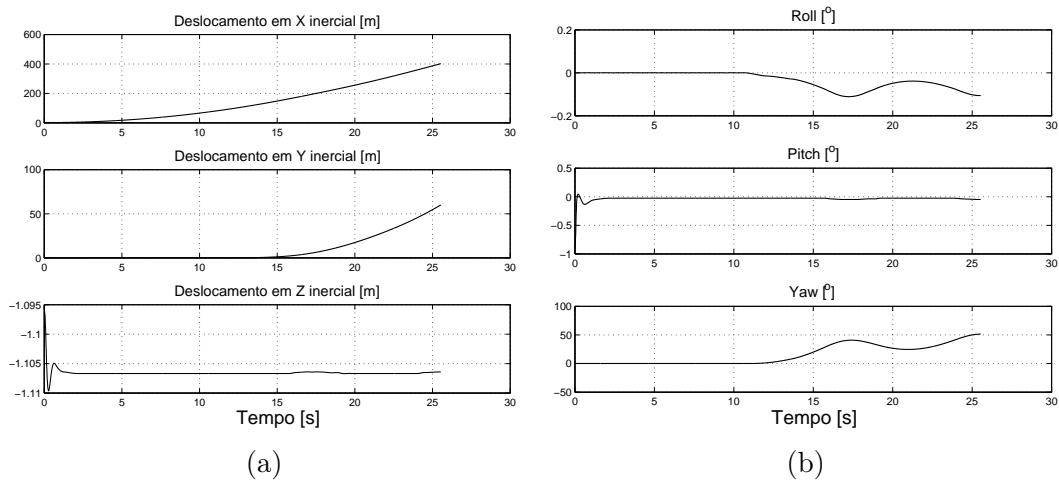 Deslocamento em X inercial [m]
600
400
200
0
0 5 10 15 20 25 30
Deslocamento em Y inercial [m]
100
50
0
0 5 10 15 20 25 30
Deslocamento em Z inercial [m]
−1.095
−1.1
−1.105
−1.11
0 5 10 15 20 25 30
Tempo [s]
(a)
Roll [º]
0.2
0
−0.2
0 5 10 15 20 25 30
Pitch [º]
0.5
0
−0.5
−1
0 5 10 15 20 25 30
Yaw [º]
100
50
0
−50
0 5 10 15 20 25 30
Tempo [s]
(b)